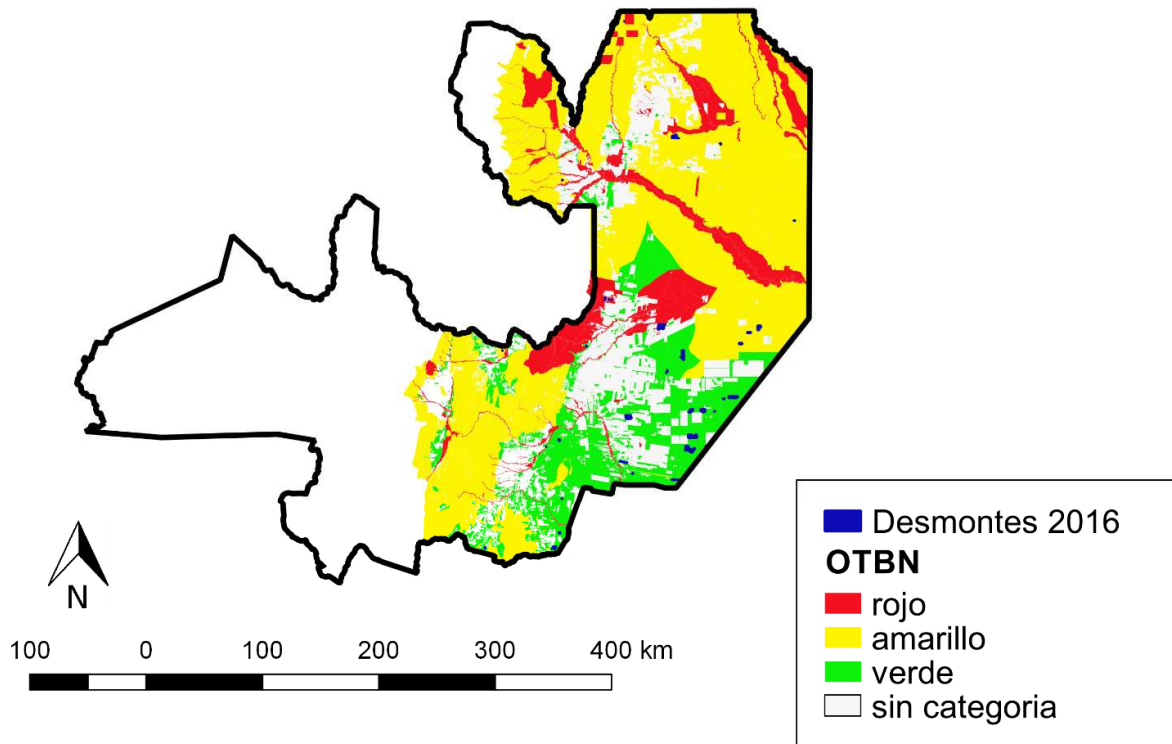 Desmontes 2016
OTBN
rojo
amarillo
verde
sin categoria
N
100 0 100 200 300 400 km